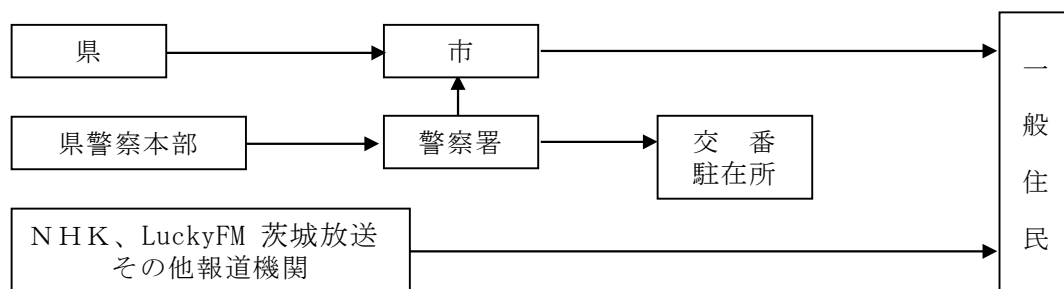 県
市
県警察本部
警察署
交　番
駐在所
ＮＨＫ、LuckyFM 茨城放送
その他報道機関
一般住民